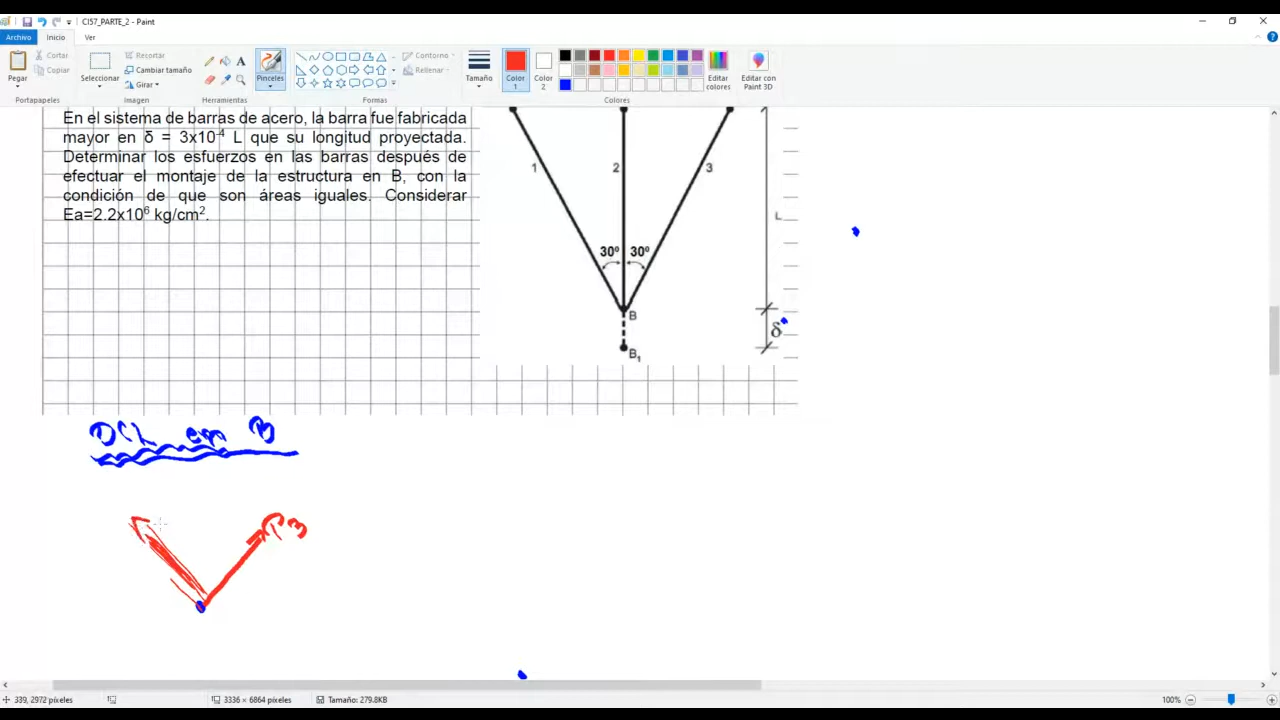 CI57_PARTE_2 - Paint
Archivo Inicio Ver
Pegar
Cortar
Copiar
Portapapeles
Seleccionar
Recortar
Cambiar tamaño
Girar
Imagen
Herramientas
Pinceles
Contorno
Rellenar
Formas
Tamaño
Color 1
Color 2
Editar colores
Editar con Paint 3D
Colores
En el sistema de barras de acero, la barra fue fabricada
mayor en δ = 3x10-4 L que su longitud proyectada.
Determinar los esfuerzos en las barras después de
efectuar el montaje de la estructura en B, con la
condición de que son áreas iguales. Considerar
Ea=2.2x10⁶ kg/cm².
1 2 3
L
30º 30º
B
δ
B₁
DCL em B
P3
339, 2972 píxeles
3336 × 6864 píxeles
Tamaño: 279.8KB
100%